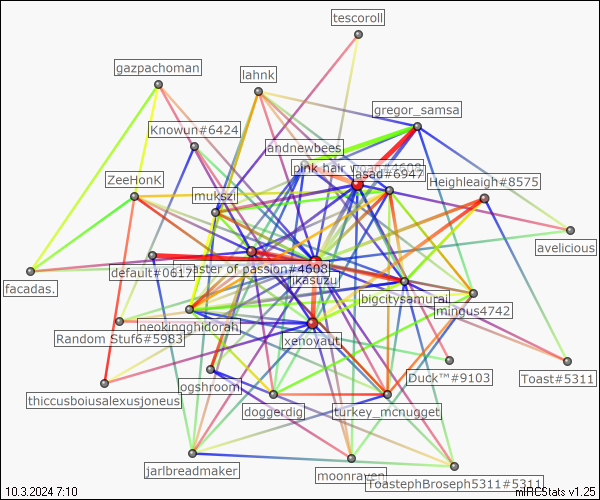 tescoroll
gazpachoman
lahnk
gregor_samsa
Knowun#6424
andnewbees
pink hair
asad#6947
Heighleaigh#8575
ZeeHonK
mukszi
avelicious
master of passion#4608
default#0617
jikasuzu
facadas.
bigcitysamurai
mingus4742
neokingghidorah
Random Stuf6#5983
xenoyaut
Duck™#9103
Toast#5311
ogshroom
thiccusboiusalexusjoneus
doggerdig
turkey_mcnugget
jarlbreadmaker
moonraven
ToastephBroseph5311#5311
10.3.2024 7:10
mIRCStats v1.25